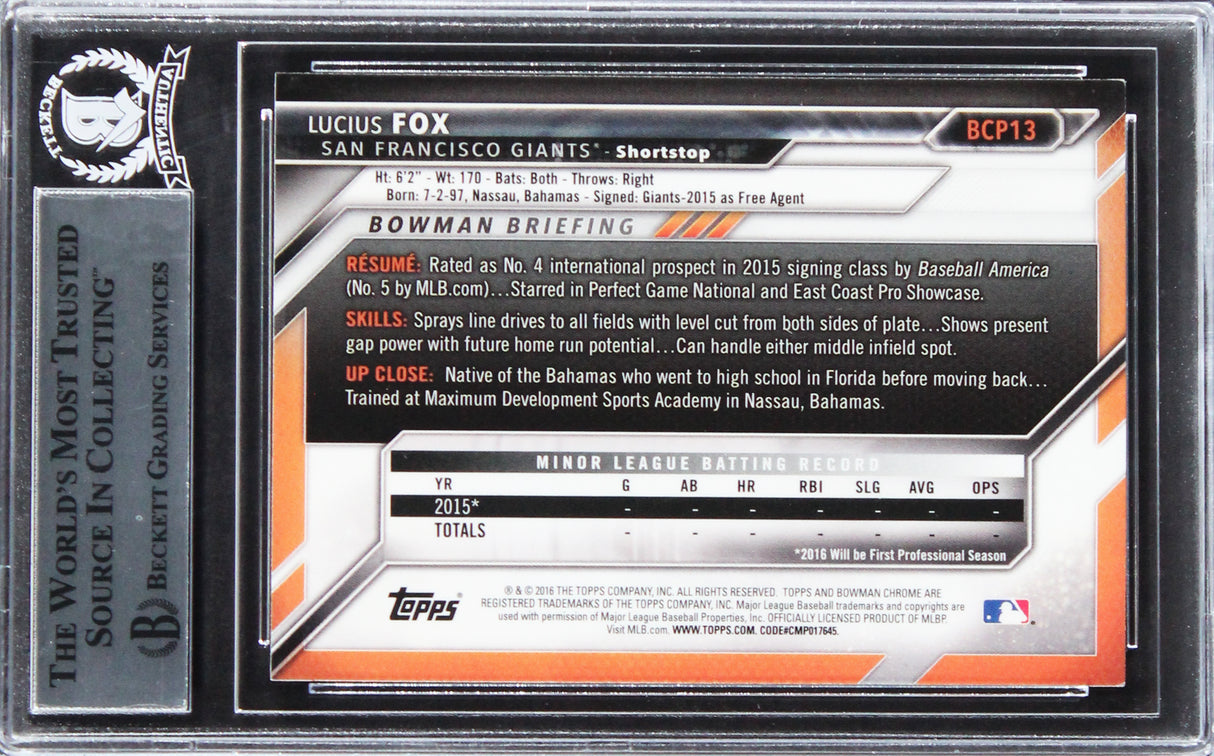 BECKETT AUTHENTIC
B
THE WORLD'S MOST TRUSTED
SOURCE IN COLLECTING™
BECKETT GRADING SERVICES
LUCIUS FOX
BCP13
SAN FRANCISCO GIANTS® - Shortstop
Ht: 6'2" - Wt: 170 - Bats: Both - Throws: Right
Born: 7-2-97, Nassau, Bahamas - Signed: Giants-2015 as Free Agent
BOWMAN BRIEFING
RÉSUMÉ: Rated as No. 4 international prospect in 2015 signing class by Baseball America
(No. 5 by MLB.com)...Starred in Perfect Game National and East Coast Pro Showcase.
SKILLS: Sprays line drives to all fields with level cut from both sides of plate...Shows present
gap power with future home run potential...Can handle either middle infield spot.
UP CLOSE: Native of the Bahamas who went to high school in Florida before moving back...
Trained at Maximum Development Sports Academy in Nassau, Bahamas.
MINOR LEAGUE BATTING RECORD
YR G AB HR RBI SLG AVG OPS
2015* - - - - - - -
TOTALS - - - - - - -
*2016 Will be First Professional Season
Topps®
® & © 2016 THE TOPPS COMPANY, INC. ALL RIGHTS RESERVED. TOPPS AND BOWMAN CHROME ARE
REGISTERED TRADEMARKS OF THE TOPPS COMPANY, INC. Major League Baseball trademarks and copyrights are
used with permission of Major League Baseball Properties, Inc. OFFICIALLY LICENSED PRODUCT OF MLBP.
Visit MLB.com. WWW.TOPPS.COM. CODE#CMP017645.